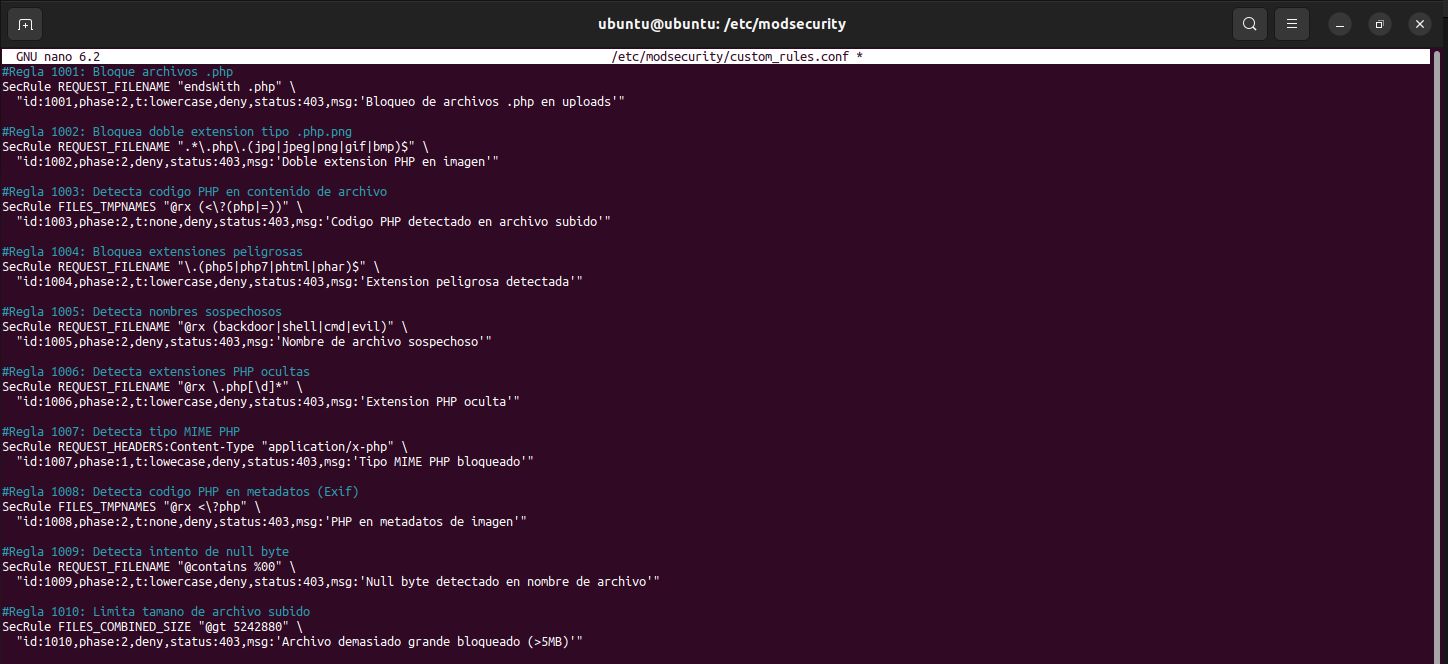 ubuntu@ubuntu: /etc/modsecurity
GNU nano 6.2 /etc/modsecurity/custom_rules.conf *
#Regla 1001: Bloque archivos .php
SecRule REQUEST_FILENAME "endsWith .php" \
"id:1001,phase:2,t:lowercase,deny,status:403,msg:'Bloqueo de archivos .php en uploads'"
#Regla 1002: Bloquea doble extension tipo .php.png
SecRule REQUEST_FILENAME ".*\.php\.(jpg|jpeg|png|gif|bmp)$" \
"id:1002,phase:2,deny,status:403,msg:'Doble extension PHP en imagen'"
#Regla 1003: Detecta codigo PHP en contenido de archivo
SecRule FILES_TMPNAMES "@rx (<\?(php|=))" \
"id:1003,phase:2,t:none,deny,status:403,msg:'Codigo PHP detectado en archivo subido'"
#Regla 1004: Bloquea extensiones peligrosas
SecRule REQUEST_FILENAME "\.(php5|php7|phtml|phar)$" \
"id:1004,phase:2,t:lowercase,deny,status:403,msg:'Extension peligrosa detectada'"
#Regla 1005: Detecta nombres sospechosos
SecRule REQUEST_FILENAME "@rx (backdoor|shell|cmd|evil)" \
"id:1005,phase:2,deny,status:403,msg:'Nombre de archivo sospechoso'"
#Regla 1006: Detecta extensiones PHP ocultas
SecRule REQUEST_FILENAME "@rx \.php[\d]*" \
"id:1006,phase:2,t:lowercase,deny,status:403,msg:'Extension PHP oculta'"
#Regla 1007: Detecta tipo MIME PHP
SecRule REQUEST_HEADERS:Content-Type "application/x-php" \
"id:1007,phase:1,t:lowecase,deny,status:403,msg:'Tipo MIME PHP bloqueado'"
#Regla 1008: Detecta codigo PHP en metadatos (Exif)
SecRule FILES_TMPNAMES "@rx <\?php" \
"id:1008,phase:2,t:none,deny,status:403,msg:'PHP en metadatos de imagen'"
#Regla 1009: Detecta intento de null byte
SecRule REQUEST_FILENAME "@contains %00" \
"id:1009,phase:2,t:lowercase,deny,status:403,msg:'Null byte detectado en nombre de archivo'"
#Regla 1010: Limita tamano de archivo subido
SecRule FILES_COMBINED_SIZE "@gt 5242880" \
"id:1010,phase:2,deny,status:403,msg:'Archivo demasiado grande bloqueado (>5MB)'"